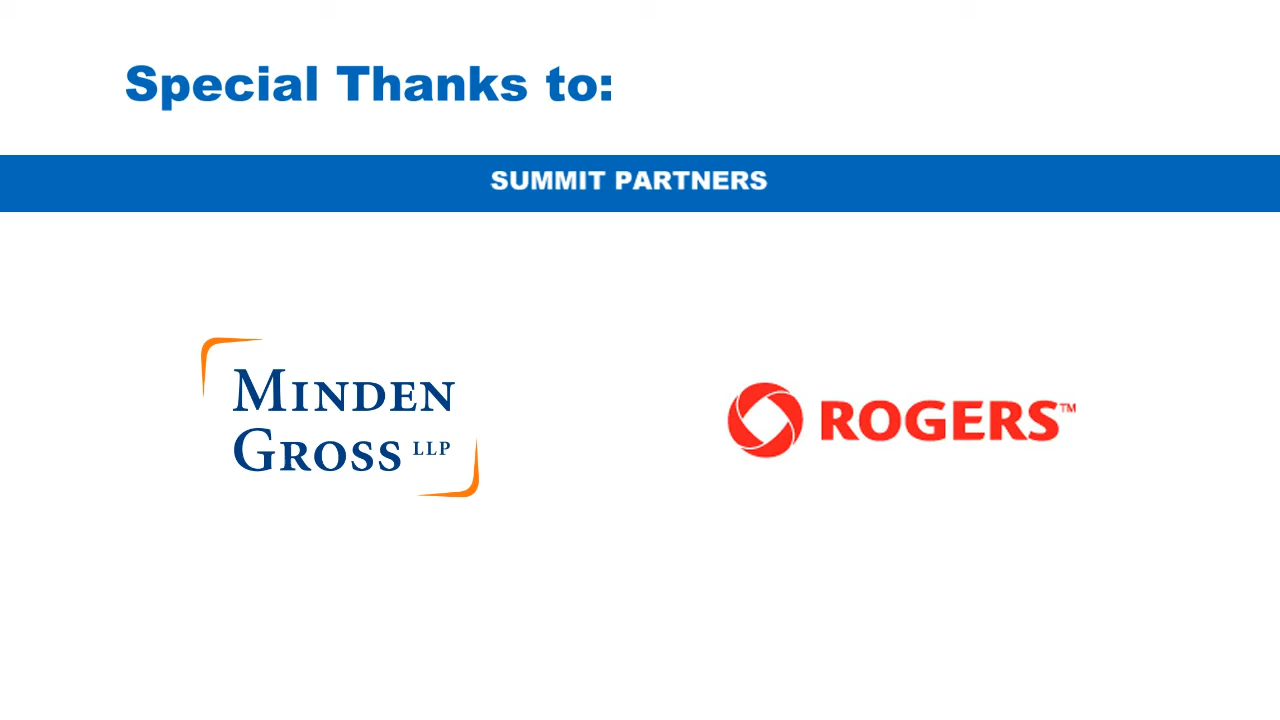 Special Thanks to:
SUMMIT PARTNERS
MINDEN
GROSS LLP
ROGERS™